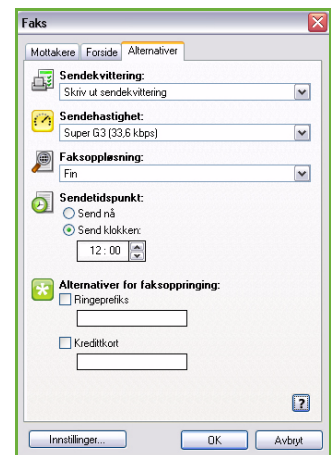 Faks
Mottakere Forside Alternativer
Sendekvittering:
Skriv ut sendekvittering
Sendehastighet:
Super G3 (33,6 kbps)
Faksoppløsning:
Fin
Sendetidspunkt:
Send nå
Send klokken:
12 : 00
Alternativer for faksoppringing:
Ringeprefiks
Kredittkort
?
Innstillinger... OK Avbryt